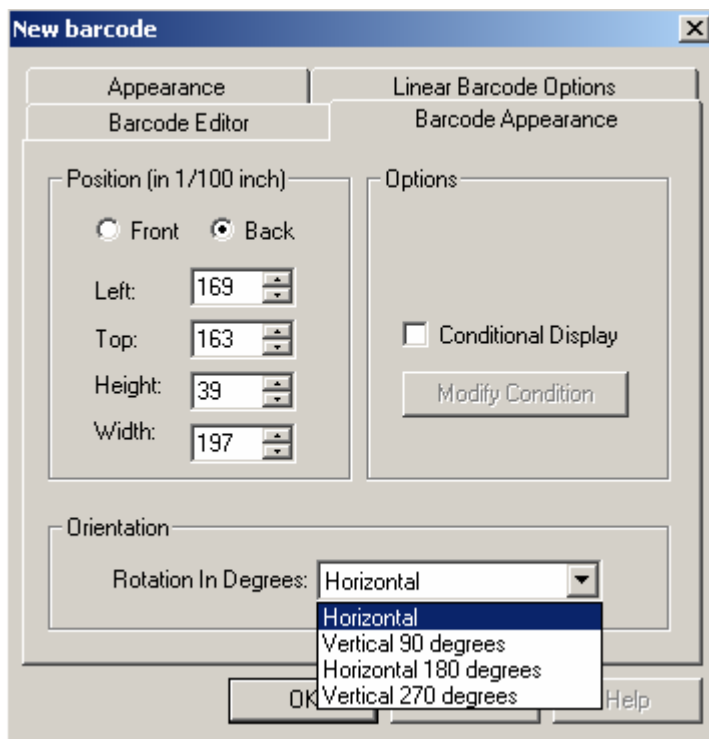 New barcode
Appearance Linear Barcode Options
Barcode Editor Barcode Appearance
Position (in 1/100 inch) Options
Front Back
Left: 169
Top: 163 Conditional Display
Height: 39 Modify Condition
Width: 197
Orientation
Rotation In Degrees: Horizontal
Horizontal
Vertical 90 degrees
Horizontal 180 degrees
Vertical 270 degrees
OK Help